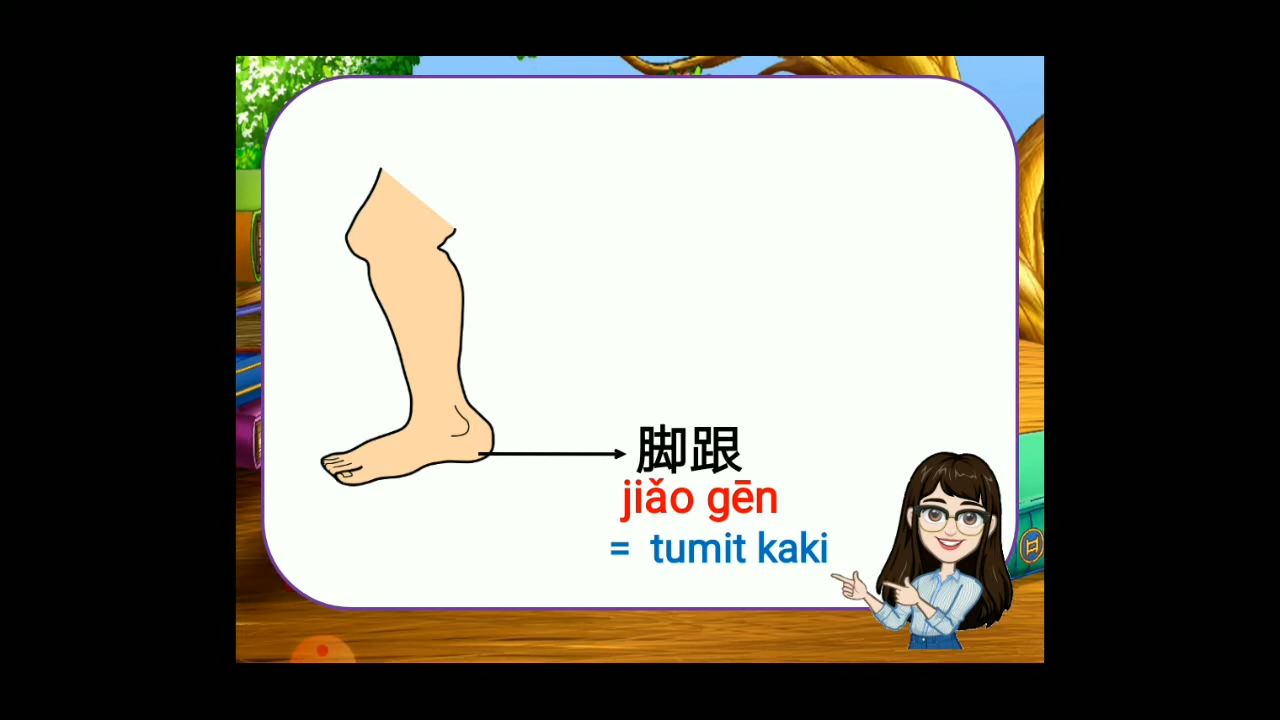 脚跟
jiǎo gēn
= tumit kaki